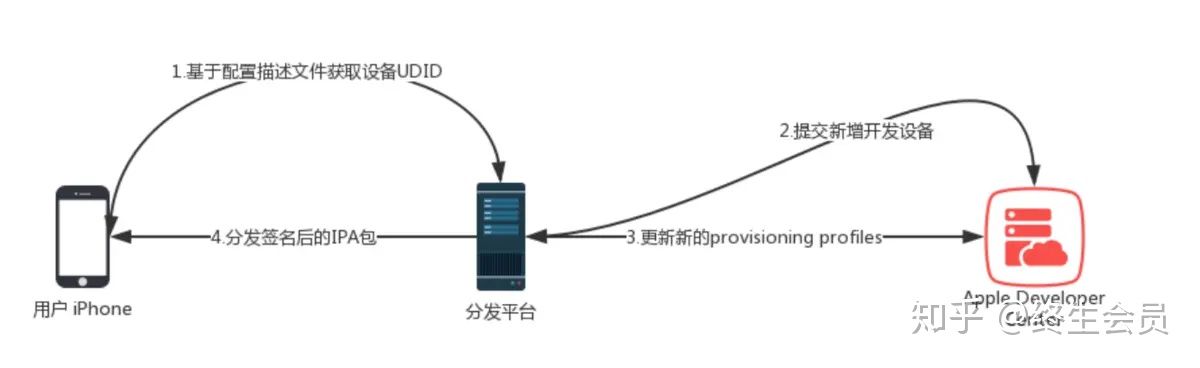 1.基于配置描述文件获取设备UDID
2.提交新增开发设备
4.分发签名后的IPA包
3.更新新的provisioning profiles
用户 iPhone
分发平台
Apple Developer
Center
知乎 @终生会员